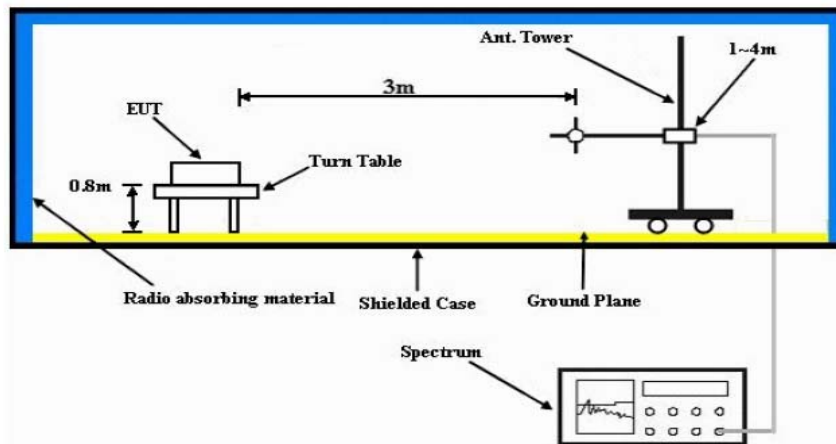 Ant. Tower
1~4m
3m
EUT
Turn Table
0.8m
Radio absorbing material
Shielded Case
Ground Plane
Spectrum